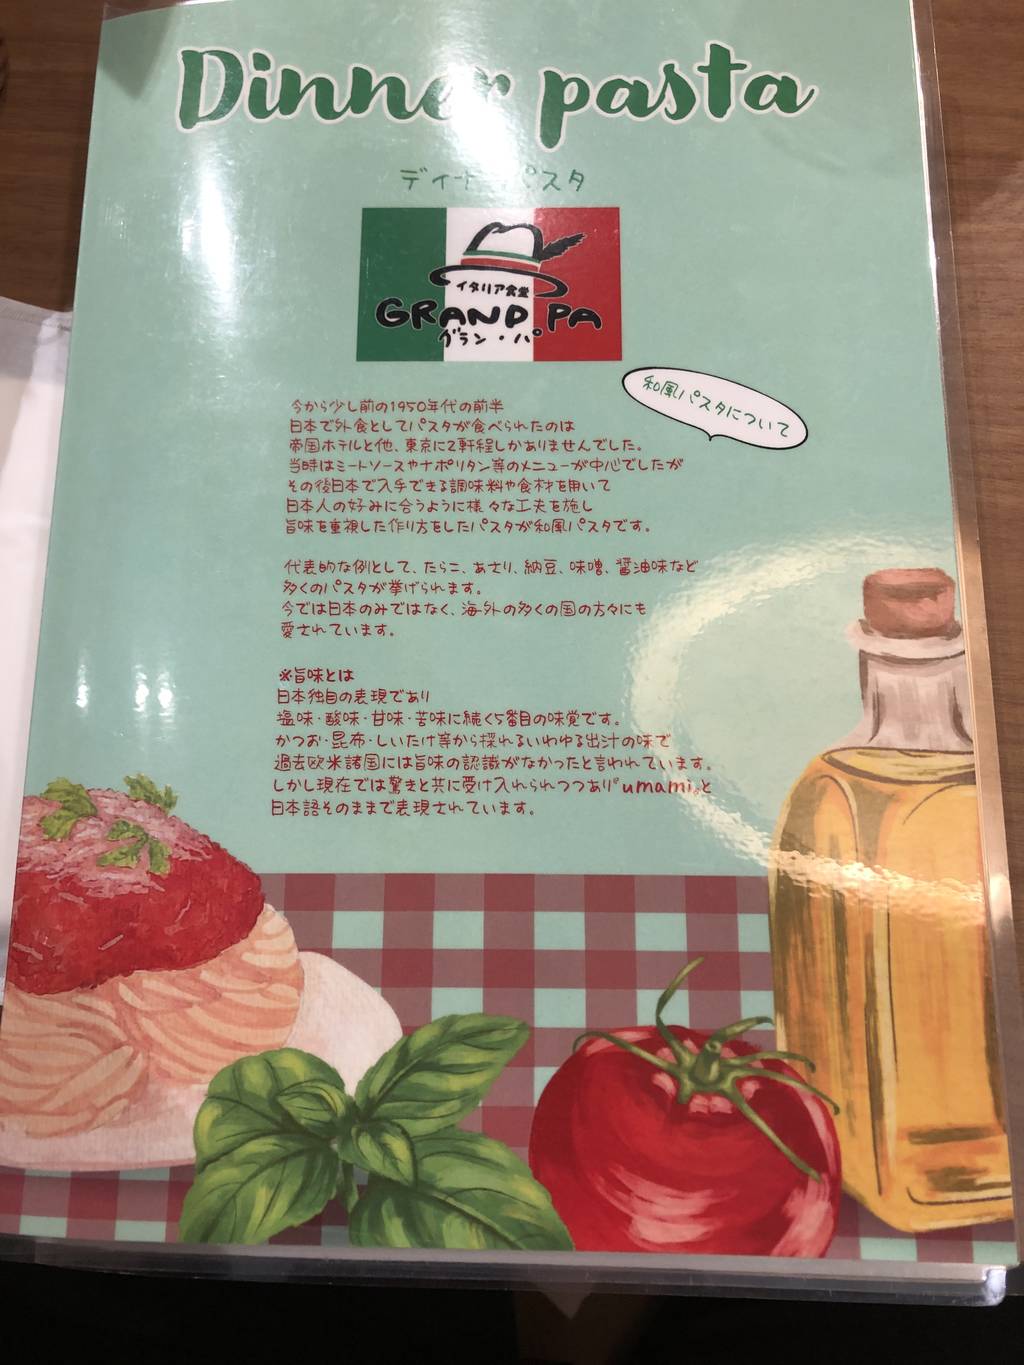 Dinner pasta
ディナーパスタ
イタリア食堂
GRAND PA
グラン・パ
和風パスタについて
今から少し前の1950年代の前半
日本で外食としてパスタが食べられたのは
帝国ホテルと他、東京に2軒程しかありませんでした。
当時はミートソースやナポリタン等のメニューが中心でしたが
その後日本で入手できる調味料や食材を用いて
日本人の好みに合うように様々な工夫を施し
旨味を重視した作り方をしたパスタが和風パスタです。
代表的な例として、たらこ、あさり、納豆、味噌、醤油味など
多くのパスタが挙げられます。
今では日本のみではなく、海外の多くの国の方々にも
愛されています。
※旨味とは
日本独自の表現であり
塩味・酸味・甘味・苦味に続く5番目の味覚です。
かつお・昆布・しいたけ等から採れるいわゆる出汁の味で
過去欧米諸国には旨味の認識がなかったと言われています。
しかし現在では驚きと共に受け入れられつつあり"umami"と
日本語そのままで表現されています。